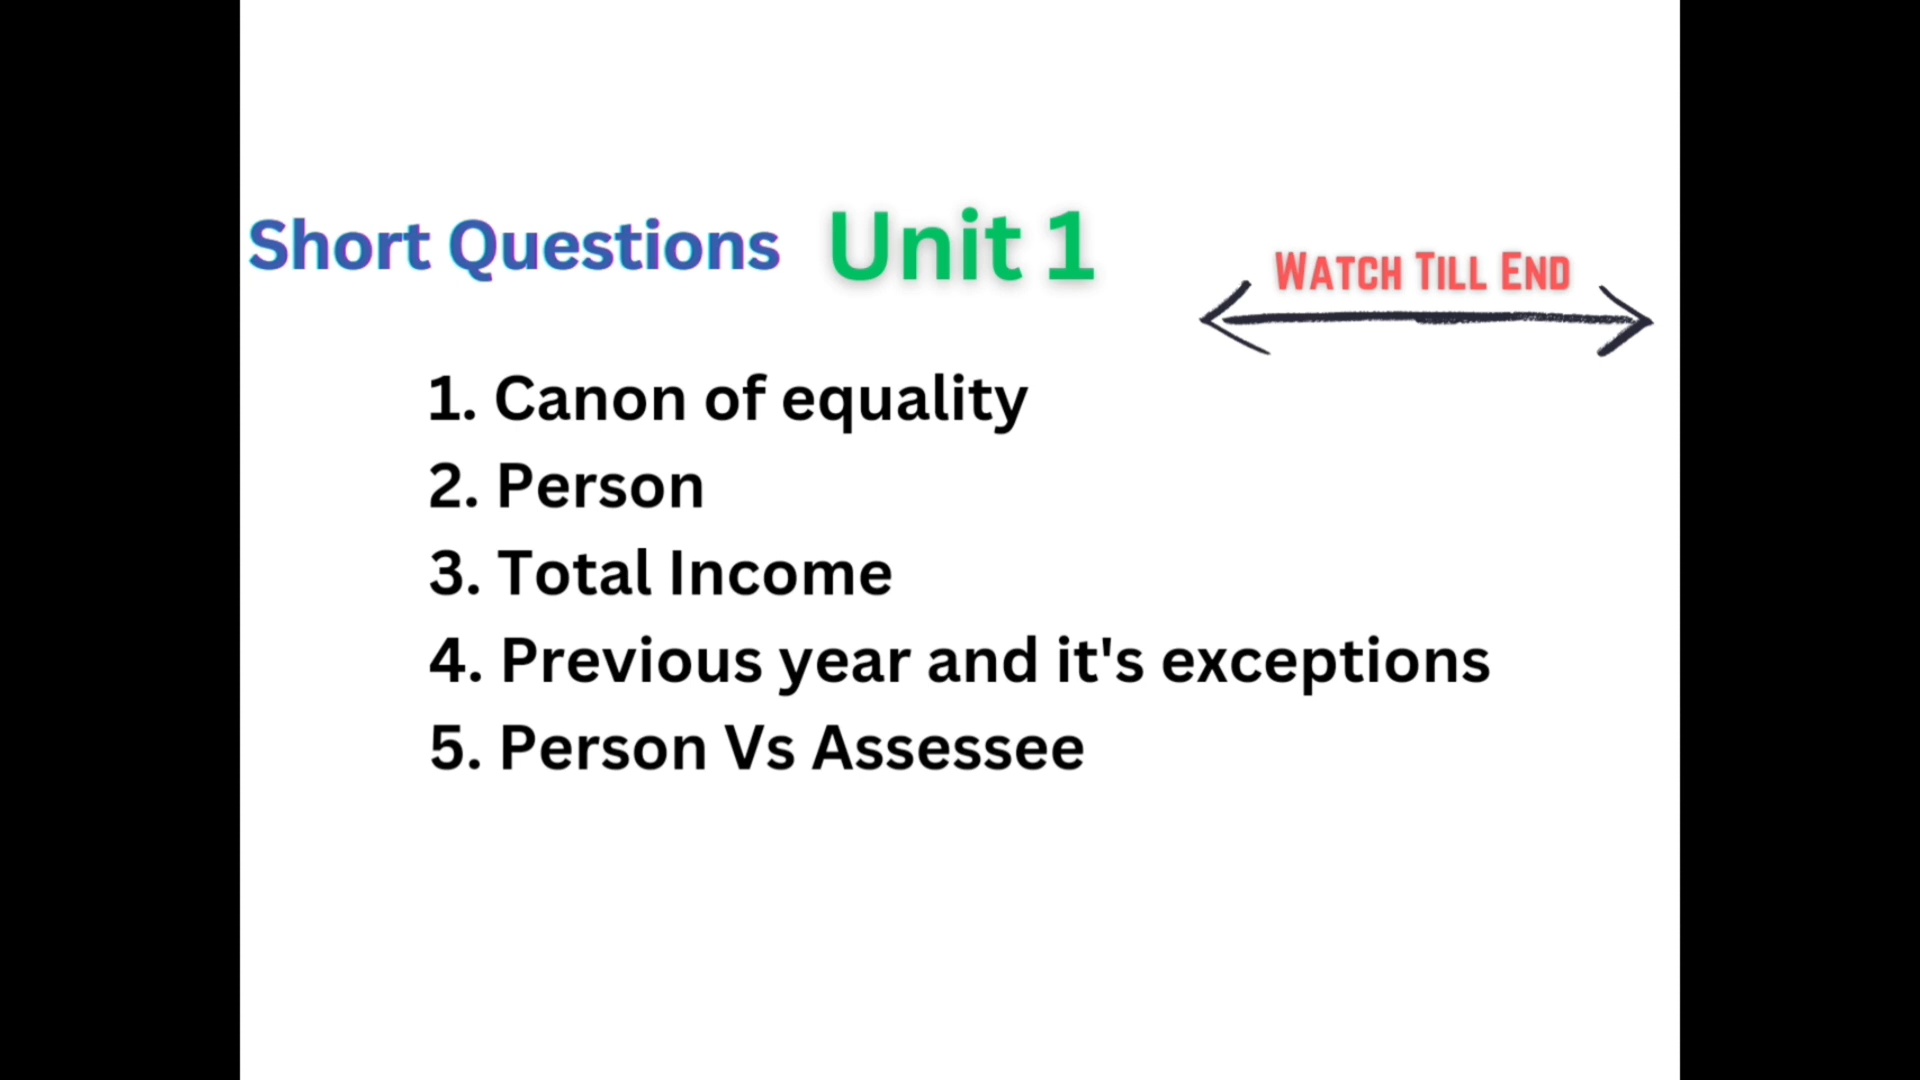 Short Questions Unit 1
Watch Till End
1. Canon of equality
2. Person
3. Total Income
4. Previous year and it's exceptions
5. Person Vs Assessee